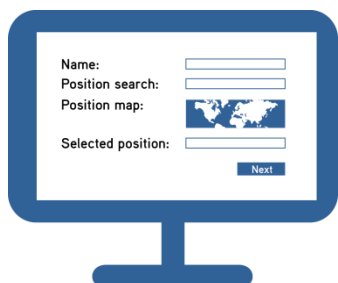 Name:
Position search:
Position map:
Selected position:
Next